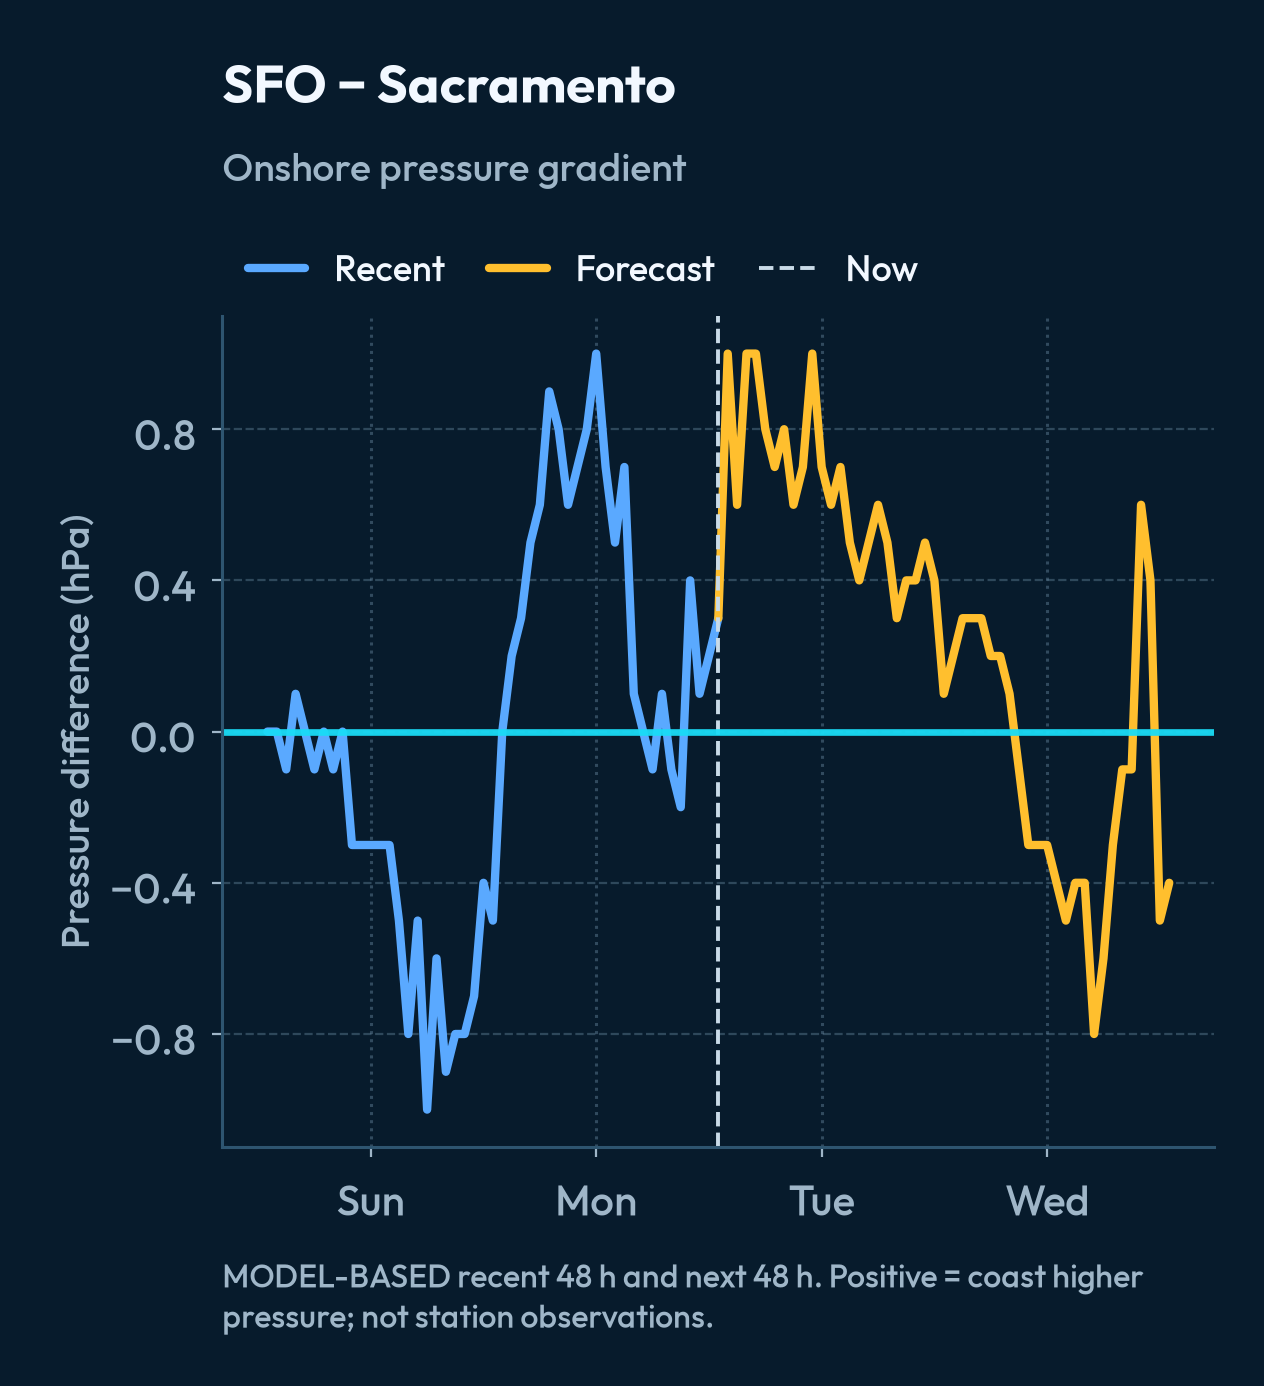 SFO – Sacramento
Onshore pressure gradient
Recent
Forecast
Now
Pressure difference (hPa)
0.8
0.4
0.0
−0.4
−0.8
Sun
Mon
Tue
Wed
MODEL-BASED recent 48 h and next 48 h. Positive = coast higher
pressure; not station observations.